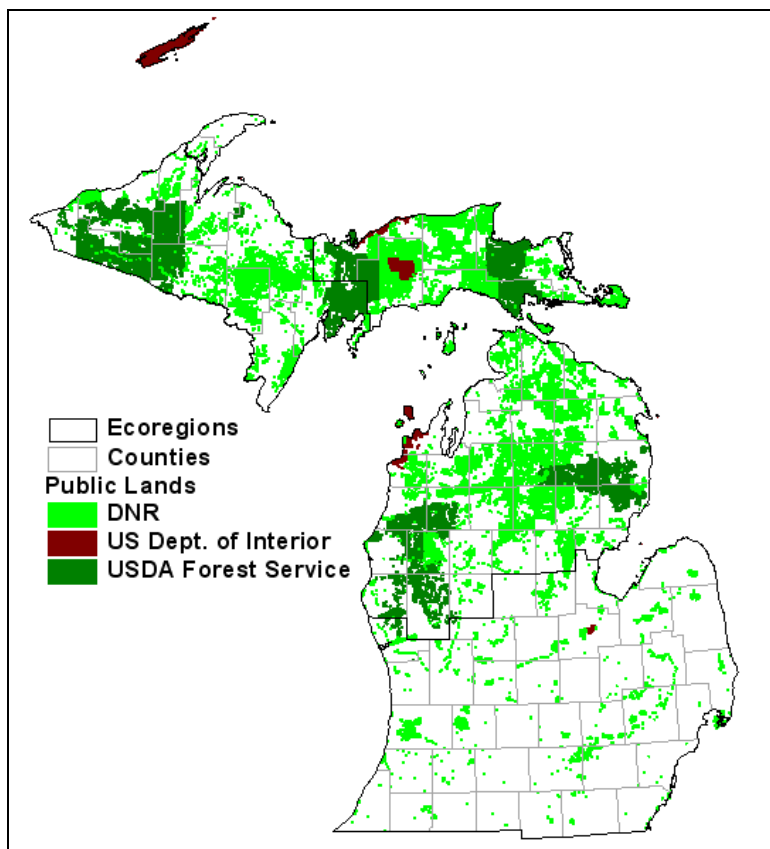 Ecoregions
Counties
Public Lands
DNR
US Dept. of Interior
USDA Forest Service